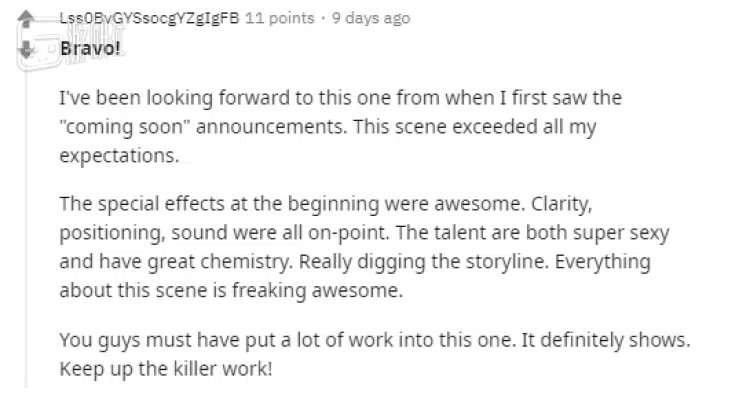 Lss0BvGYSsocgYZgIgFB 11 points · 9 days ago
Bravo!
I've been looking forward to this one from when I first saw the
"coming soon" announcements. This scene exceeded all my
expectations.
The special effects at the beginning were awesome. Clarity,
positioning, sound were all on-point. The talent are both super sexy
and have great chemistry. Really digging the storyline. Everything
about this scene is freaking awesome.
You guys must have put a lot of work into this one. It definitely shows.
Keep up the killer work!